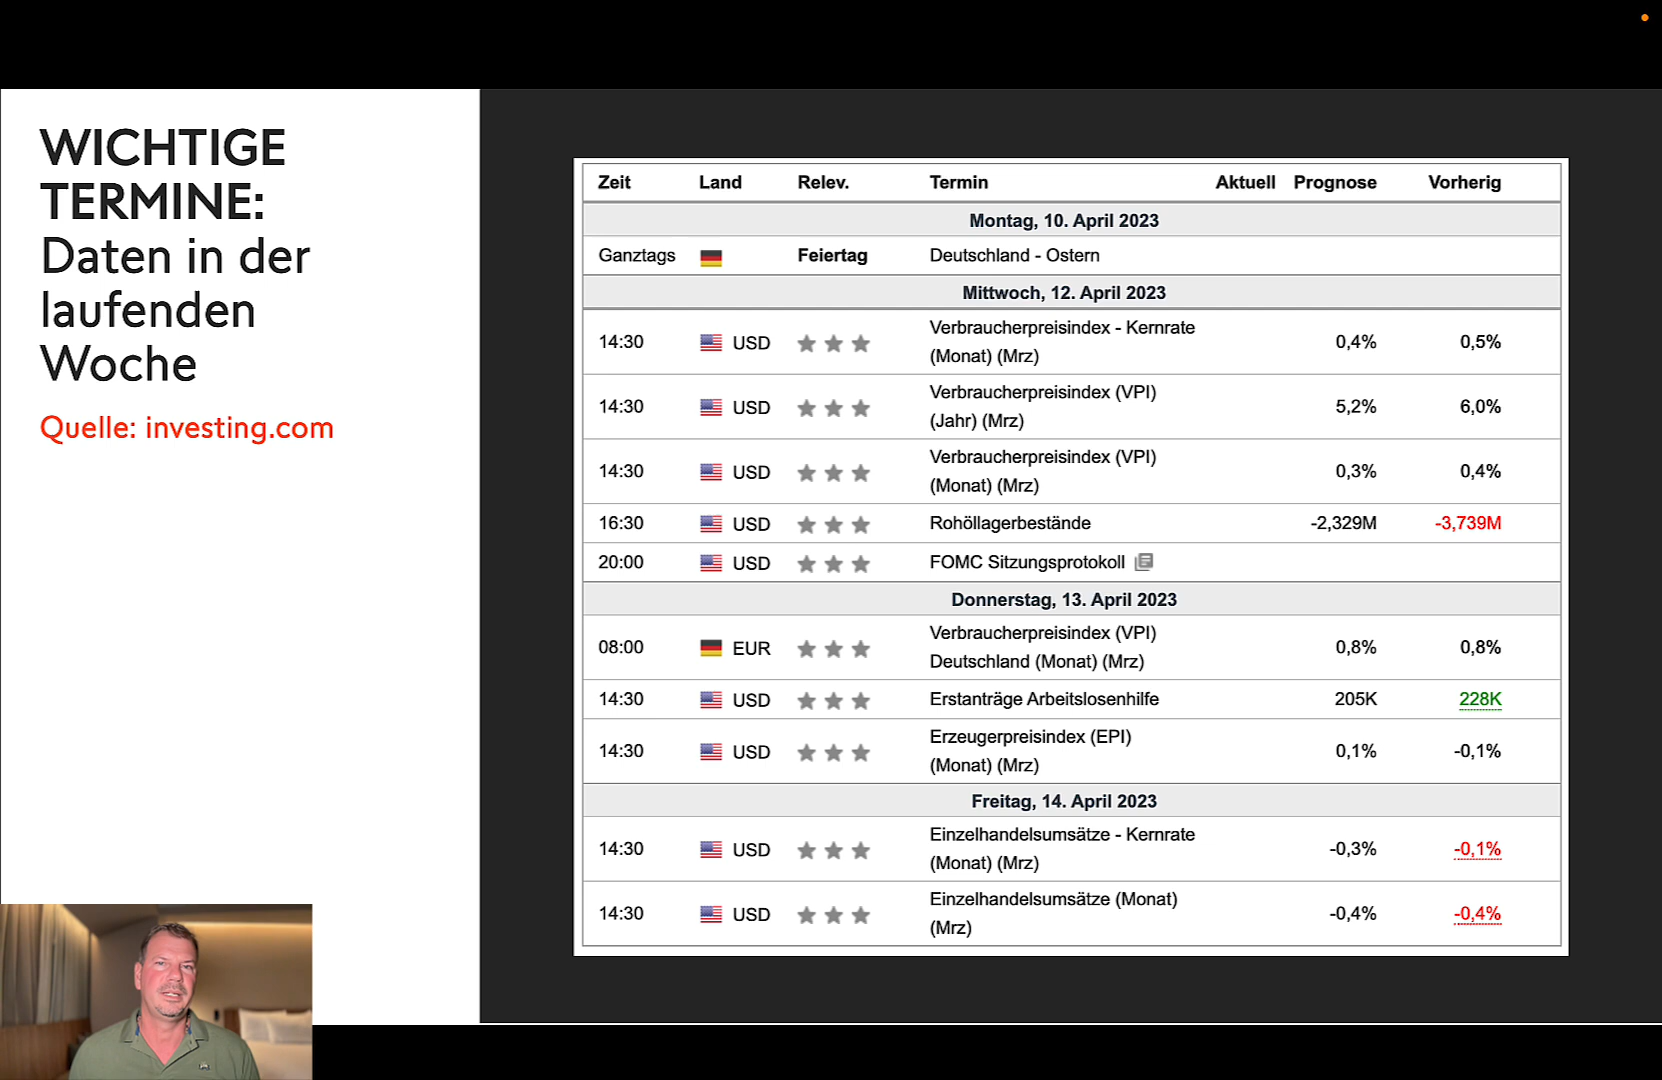 WICHTIGE
TERMINE:
Daten in der
laufenden
Woche
Quelle: investing.com
Zeit Land Relev. Termin Aktuell Prognose Vorherig
Montag, 10. April 2023
Ganztags Feiertag Deutschland - Ostern
Mittwoch, 12. April 2023
14:30 USD Verbraucherpreisindex - Kernrate (Monat) (Mrz) 0,4% 0,5%
14:30 USD Verbraucherpreisindex (VPI) (Jahr) (Mrz) 5,2% 6,0%
14:30 USD Verbraucherpreisindex (VPI) (Monat) (Mrz) 0,3% 0,4%
16:30 USD Rohöllagerbestände -2,329M -3,739M
20:00 USD FOMC Sitzungsprotokoll
Donnerstag, 13. April 2023
08:00 EUR Verbraucherpreisindex (VPI) Deutschland (Monat) (Mrz) 0,8% 0,8%
14:30 USD Erstanträge Arbeitslosenhilfe 205K 228K
14:30 USD Erzeugerpreisindex (EPI) (Monat) (Mrz) 0,1% -0,1%
Freitag, 14. April 2023
14:30 USD Einzelhandelsumsätze - Kernrate (Monat) (Mrz) -0,3% -0,1%
14:30 USD Einzelhandelsumsätze (Monat) (Mrz) -0,4% -0,4%